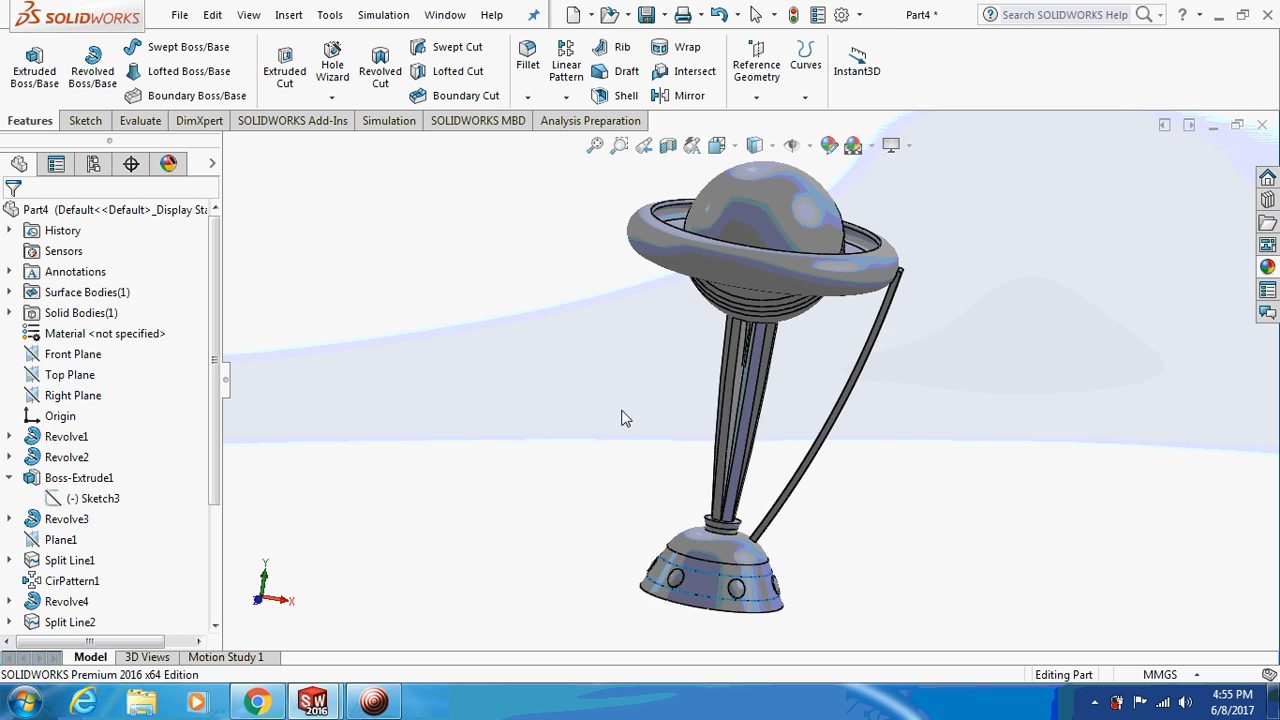 SOLIDWORKS File Edit View Insert Tools Simulation Window Help Part4 * Search SOLIDWORKS Help
Extruded Boss/Base Revolved Boss/Base Swept Boss/Base Lofted Boss/Base Boundary Boss/Base Extruded Cut Hole Wizard Revolved Cut Swept Cut Lofted Cut Boundary Cut Fillet Linear Pattern Rib Draft Shell Wrap Intersect Mirror Reference Geometry Curves Instant3D
Features Sketch Evaluate DimXpert SOLIDWORKS Add-Ins Simulation SOLIDWORKS MBD Analysis Preparation
Part4 (Default<<Default>_Display Sta
History
Sensors
Annotations
Surface Bodies(1)
Solid Bodies(1)
Material <not specified>
Front Plane
Top Plane
Right Plane
Origin
Revolve1
Revolve2
Boss-Extrude1
(-) Sketch3
Revolve3
Plane1
Split Line1
CirPattern1
Revolve4
Split Line2
Y
X
Model 3D Views Motion Study 1
SOLIDWORKS Premium 2016 x64 Edition Editing Part MMGS
SW 2016
4:55 PM
6/8/2017